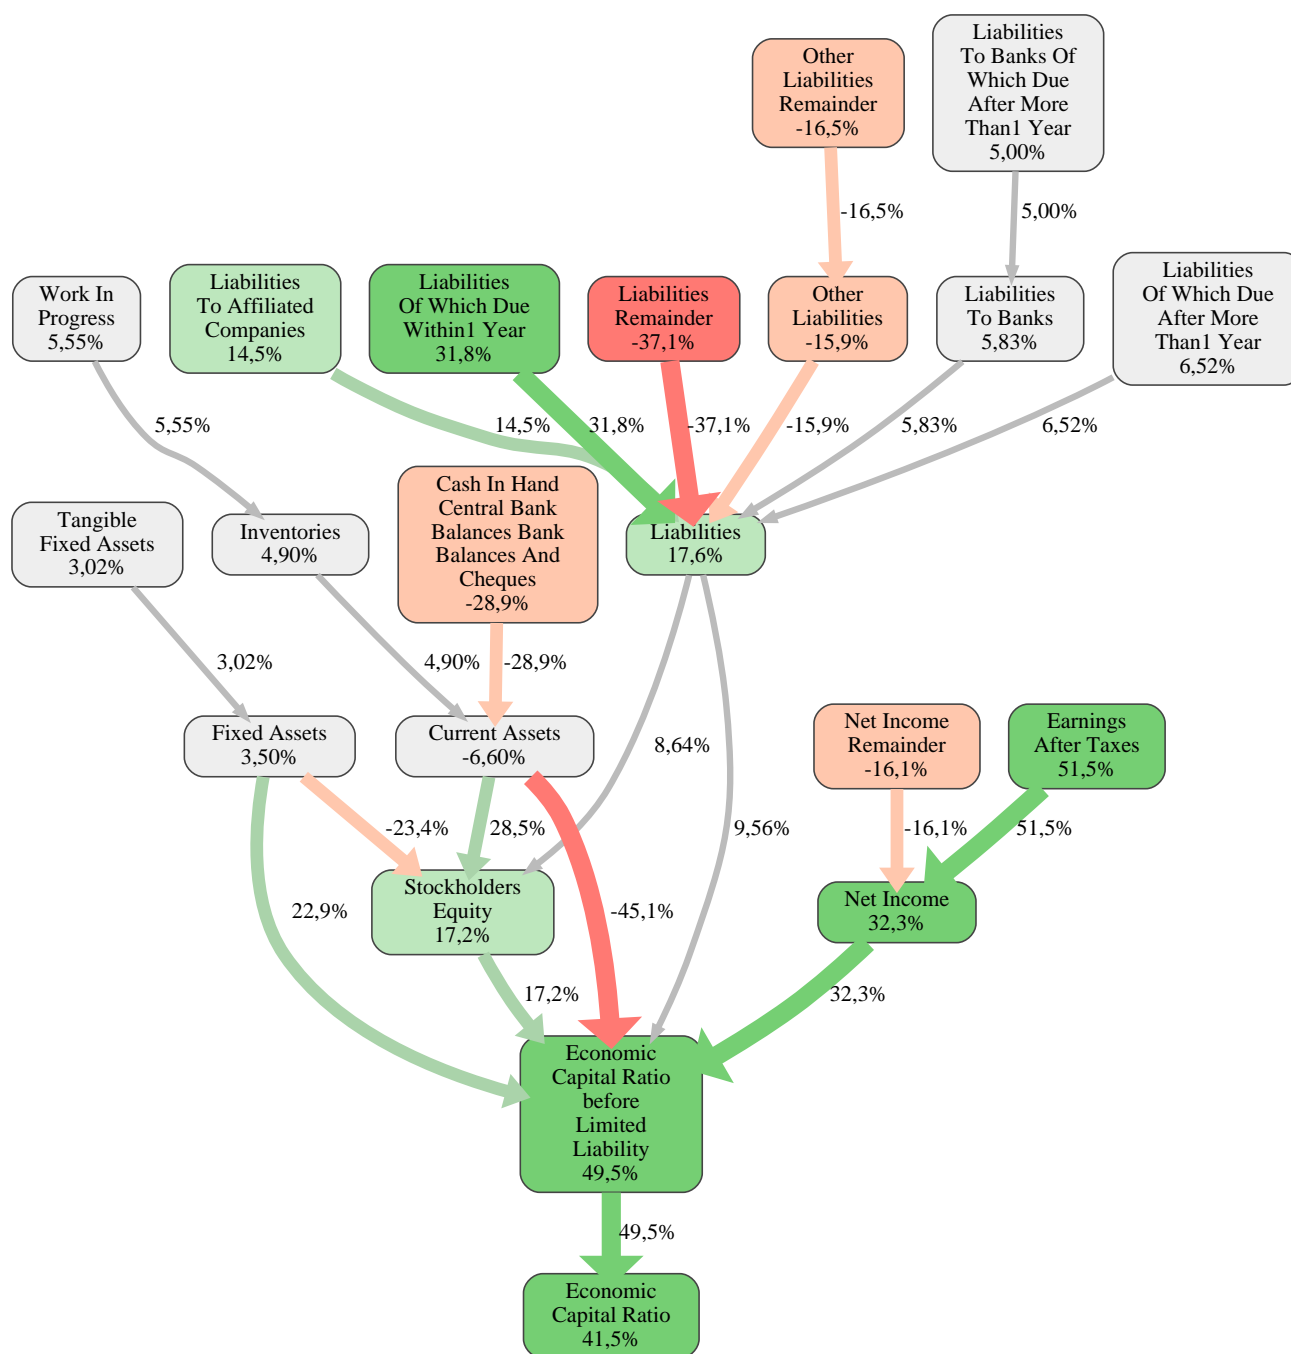 Liabilities
To Banks Of
Which Due
After More
Than1 Year
5,00%
Other
Liabilities
Remainder
-16,5%
-16,5%
5,00%
Work In
Progress
5,55%
Liabilities
To Affiliated
Companies
14,5%
Liabilities
Of Which Due
Within1 Year
31,8%
Liabilities
Remainder
-37,1%
Other
Liabilities
-15,9%
Liabilities
To Banks
5,83%
Liabilities
Of Which Due
After More
Than1 Year
6,52%
5,55%
14,5%
31,8%
-37,1%
-15,9%
5,83%
6,52%
Tangible
Fixed Assets
3,02%
Inventories
4,90%
Cash In Hand
Central Bank
Balances Bank
Balances And
Cheques
-28,9%
Liabilities
17,6%
3,02%
4,90%
-28,9%
Fixed Assets
3,50%
Current Assets
-6,60%
8,64%
Net Income
Remainder
-16,1%
Earnings
After Taxes
51,5%
-23,4%
28,5%
9,56%
-16,1%
51,5%
22,9%
Stockholders
Equity
17,2%
-45,1%
Net Income
32,3%
17,2%
32,3%
Economic
Capital Ratio
before
Limited
Liability
49,5%
49,5%
Economic
Capital Ratio
41,5%